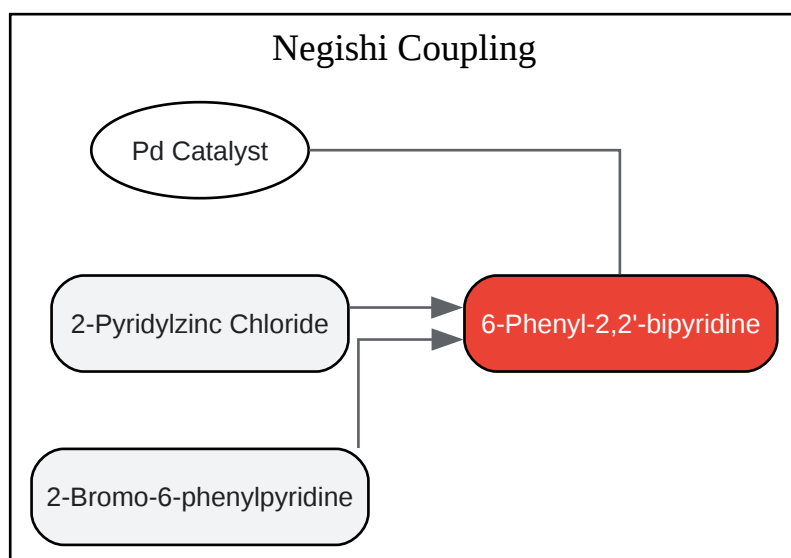 Negishi Coupling
Pd Catalyst
2-Pyridylzinc Chloride
6-Phenyl-2,2'-bipyridine
2-Bromo-6-phenylpyridine